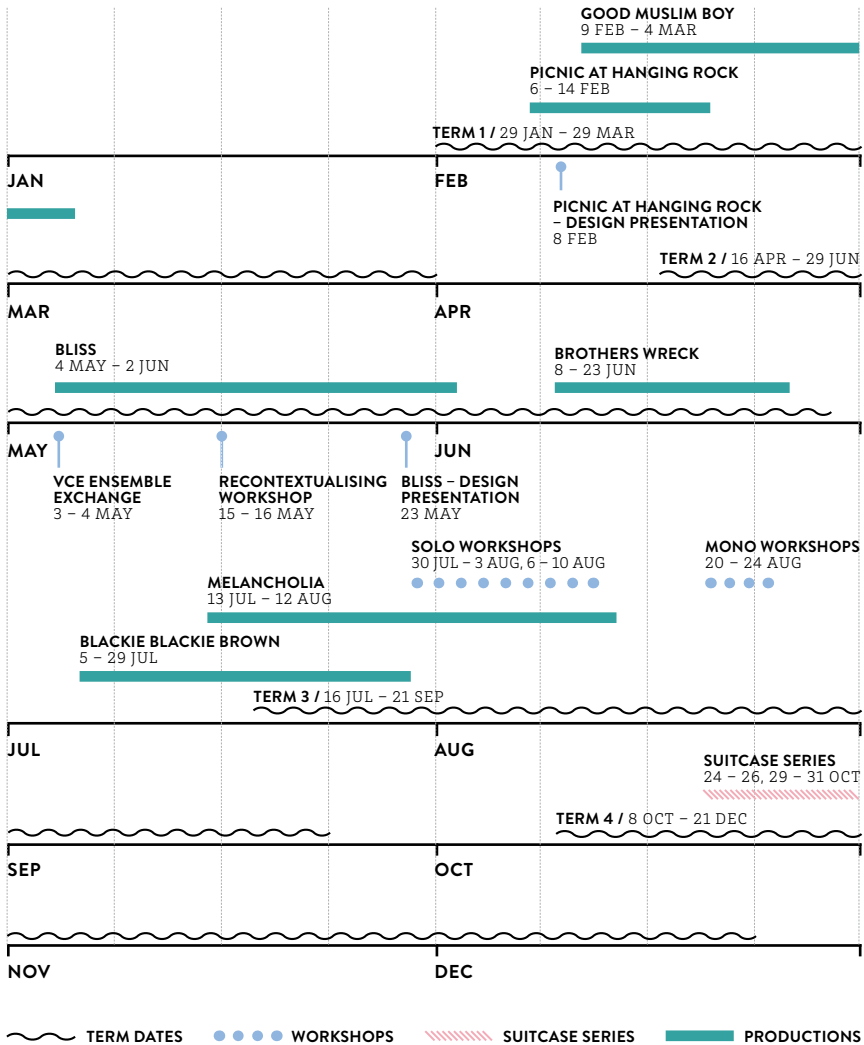 GOOD MUSLIM BOY
9 FEB – 4 MAR
PICNIC AT HANGING ROCK
6 – 14 FEB
TERM 1 / 29 JAN – 29 MAR
JAN
FEB
PICNIC AT HANGING ROCK
– DESIGN PRESENTATION
8 FEB
TERM 2 / 16 APR – 29 JUN
MAR
APR
BLISS
4 MAY – 2 JUN
BROTHERS WRECK
8 – 23 JUN
MAY
JUN
VCE ENSEMBLE
EXCHANGE
3 – 4 MAY
RECONTEXTUALISING
WORKSHOP
15 – 16 MAY
BLISS – DESIGN
PRESENTATION
23 MAY
SOLO WORKSHOPS
30 JUL – 3 AUG, 6 – 10 AUG
MONO WORKSHOPS
20 – 24 AUG
MELANCHOLIA
13 JUL – 12 AUG
BLACKIE BLACKIE BROWN
5 – 29 JUL
TERM 3 / 16 JUL – 21 SEP
JUL
AUG
SUITCASE SERIES
24 – 26, 29 – 31 OCT
TERM 4 / 8 OCT – 21 DEC
SEP
OCT
NOV
DEC
TERM DATES
WORKSHOPS
SUITCASE SERIES
PRODUCTIONS